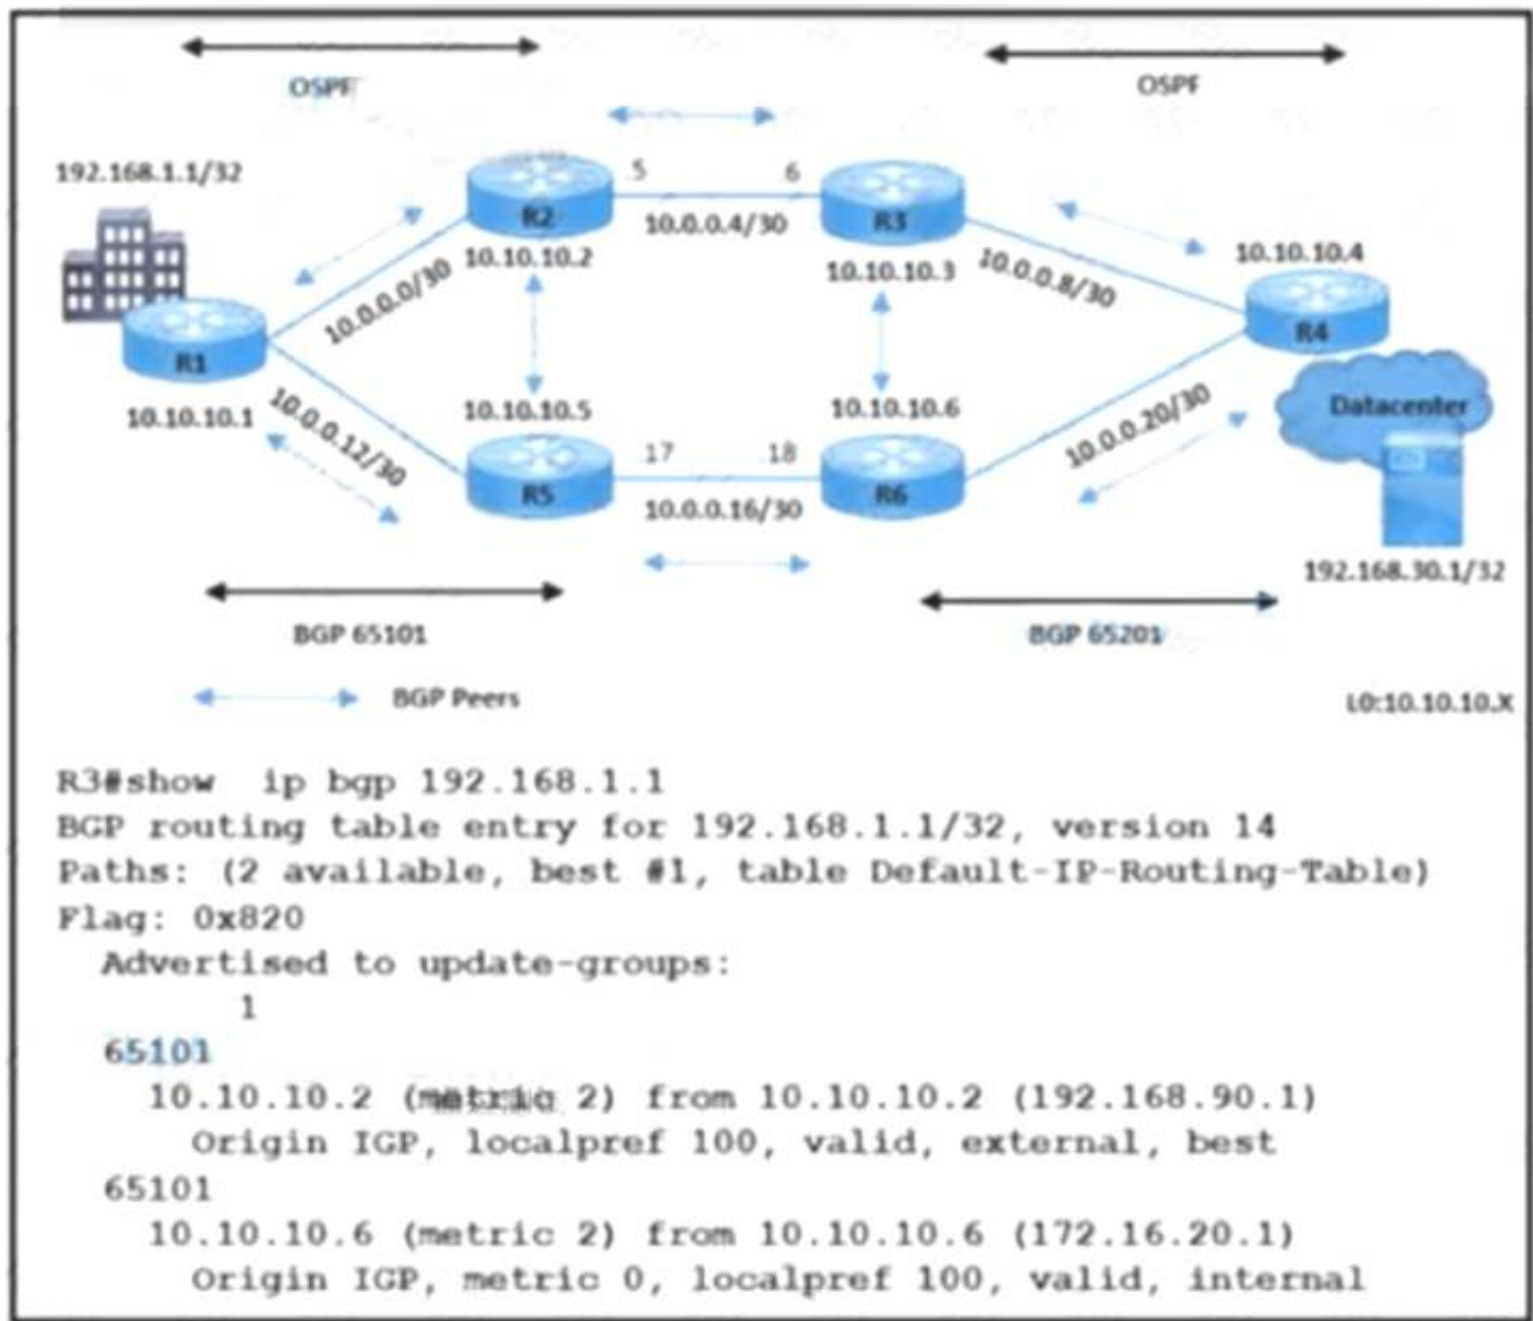 OSPF
OSPF
192.168.1.1/32
5
6
R2
R3
10.0.0.4/30
10.10.10.2
10.10.10.3
10.10.10.4
10.0.0.0/30
10.0.0.8/30
R1
R4
10.10.10.1
10.0.0.12/30
10.10.10.5
10.10.10.6
10.0.0.20/30
Datacenter
17
18
R5
R6
10.0.0.16/30
192.168.30.1/32
BGP 65101
BGP 65201
BGP Peers
L0:10.10.10.X
R3#show ip bgp 192.168.1.1
BGP routing table entry for 192.168.1.1/32, version 14
Paths: (2 available, best #1, table Default-IP-Routing-Table)
Flag: 0x820
Advertised to update-groups:
1
65101
10.10.10.2 (metric 2) from 10.10.10.2 (192.168.90.1)
Origin IGP, localpref 100, valid, external, best
65101
10.10.10.6 (metric 2) from 10.10.10.6 (172.16.20.1)
Origin IGP, metric 0, localpref 100, valid, internal